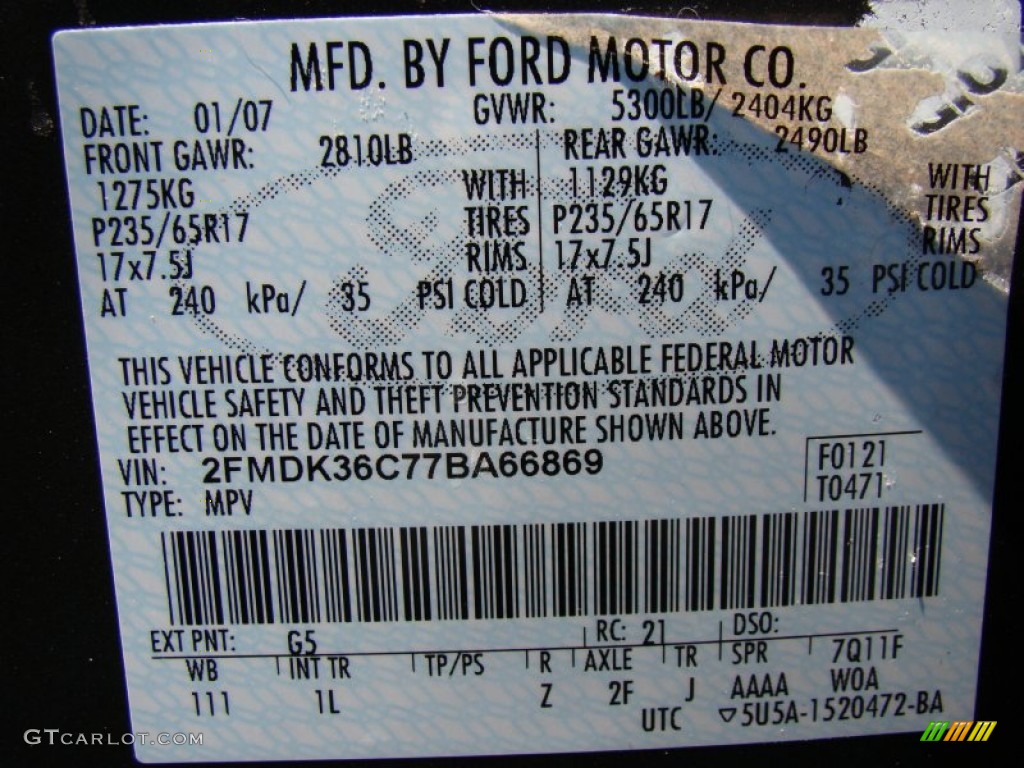 MFD. BY FORD MOTOR CO.
DATE: 01/07 GVWR: 5300LB/ 2404KG
FRONT GAWR: 2810LB REAR GAWR: 2490LB
1275KG WITH 1129KG WITH
P235/65R17 TIRES P235/65R17 TIRES
17x7.5J RIMS 17x7.5J RIMS
AT 240 kPa/ 35 PSI COLD AT 240 kPa/ 35 PSI COLD
THIS VEHICLE CONFORMS TO ALL APPLICABLE FEDERAL MOTOR
VEHICLE SAFETY AND THEFT PREVENTION STANDARDS IN
EFFECT ON THE DATE OF MANUFACTURE SHOWN ABOVE.
VIN: 2FMDK36C77BA66869 F0121
TYPE: MPV T0471
EXT PNT: G5 RC: 21 DSO:
WB INT TR TP/PS R AXLE TR SPR 7Q11F
111 1L Z 2F J AAAA W0A
UTC ▽5U5A-1520472-BA
GTCARLOT.COM